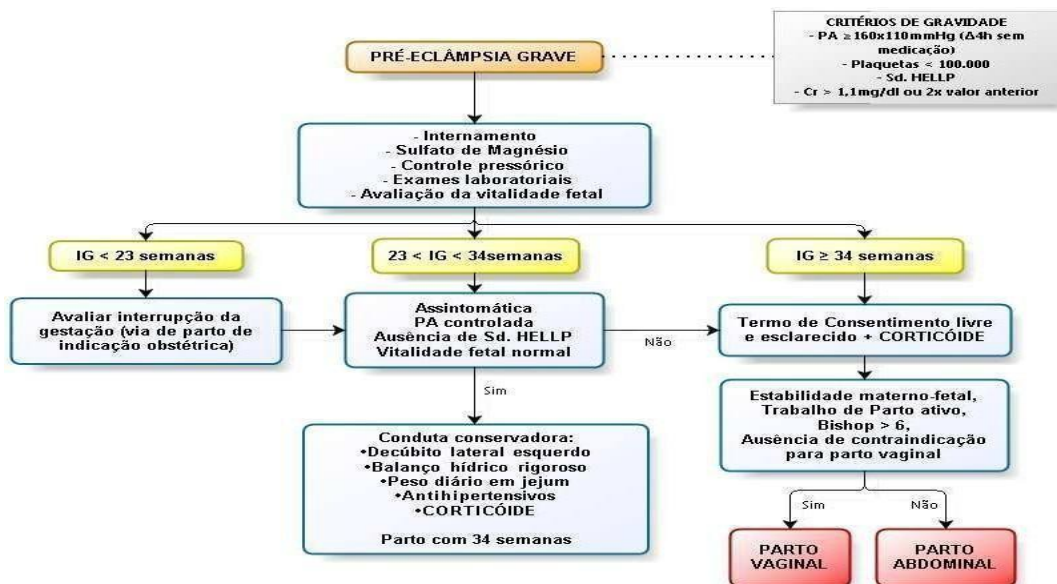 CRITÉRIOS DE GRAVIDADE
- PA ≥160x110mmHg (Δ4h sem
medicação)
- Plaquetas < 100.000
- Sd. HELLP
- Cr > 1,1mg/dl ou 2x valor anterior
PRÉ-ECLÂMPSIA GRAVE
- Internamento
- Sulfato de Magnésio
- Controle pressórico
- Exames laboratoriais
- Avaliação da vitalidade fetal
IG < 23 semanas
23 < IG < 34semanas
IG ≥ 34 semanas
Avaliar interrupção da
gestação (via de parto de
indicação obstétrica)
Assintomática
PA controlada
Ausência de Sd. HELLP
Vitalidade fetal normal
Não
Termo de Consentimento livre
e esclarecido + CORTICÓIDE
Sim
Conduta conservadora:
•Decúbito lateral esquerdo
•Balanço hídrico rigoroso
•Peso diário em jejum
•Antihipertensivos
•CORTICÓIDE
Parto com 34 semanas
Estabilidade materno-fetal,
Trabalho de Parto ativo,
Bishop > 6,
Ausência de contraindicação
para parto vaginal
Sim
Não
PARTO
VAGINAL
PARTO
ABDOMINAL